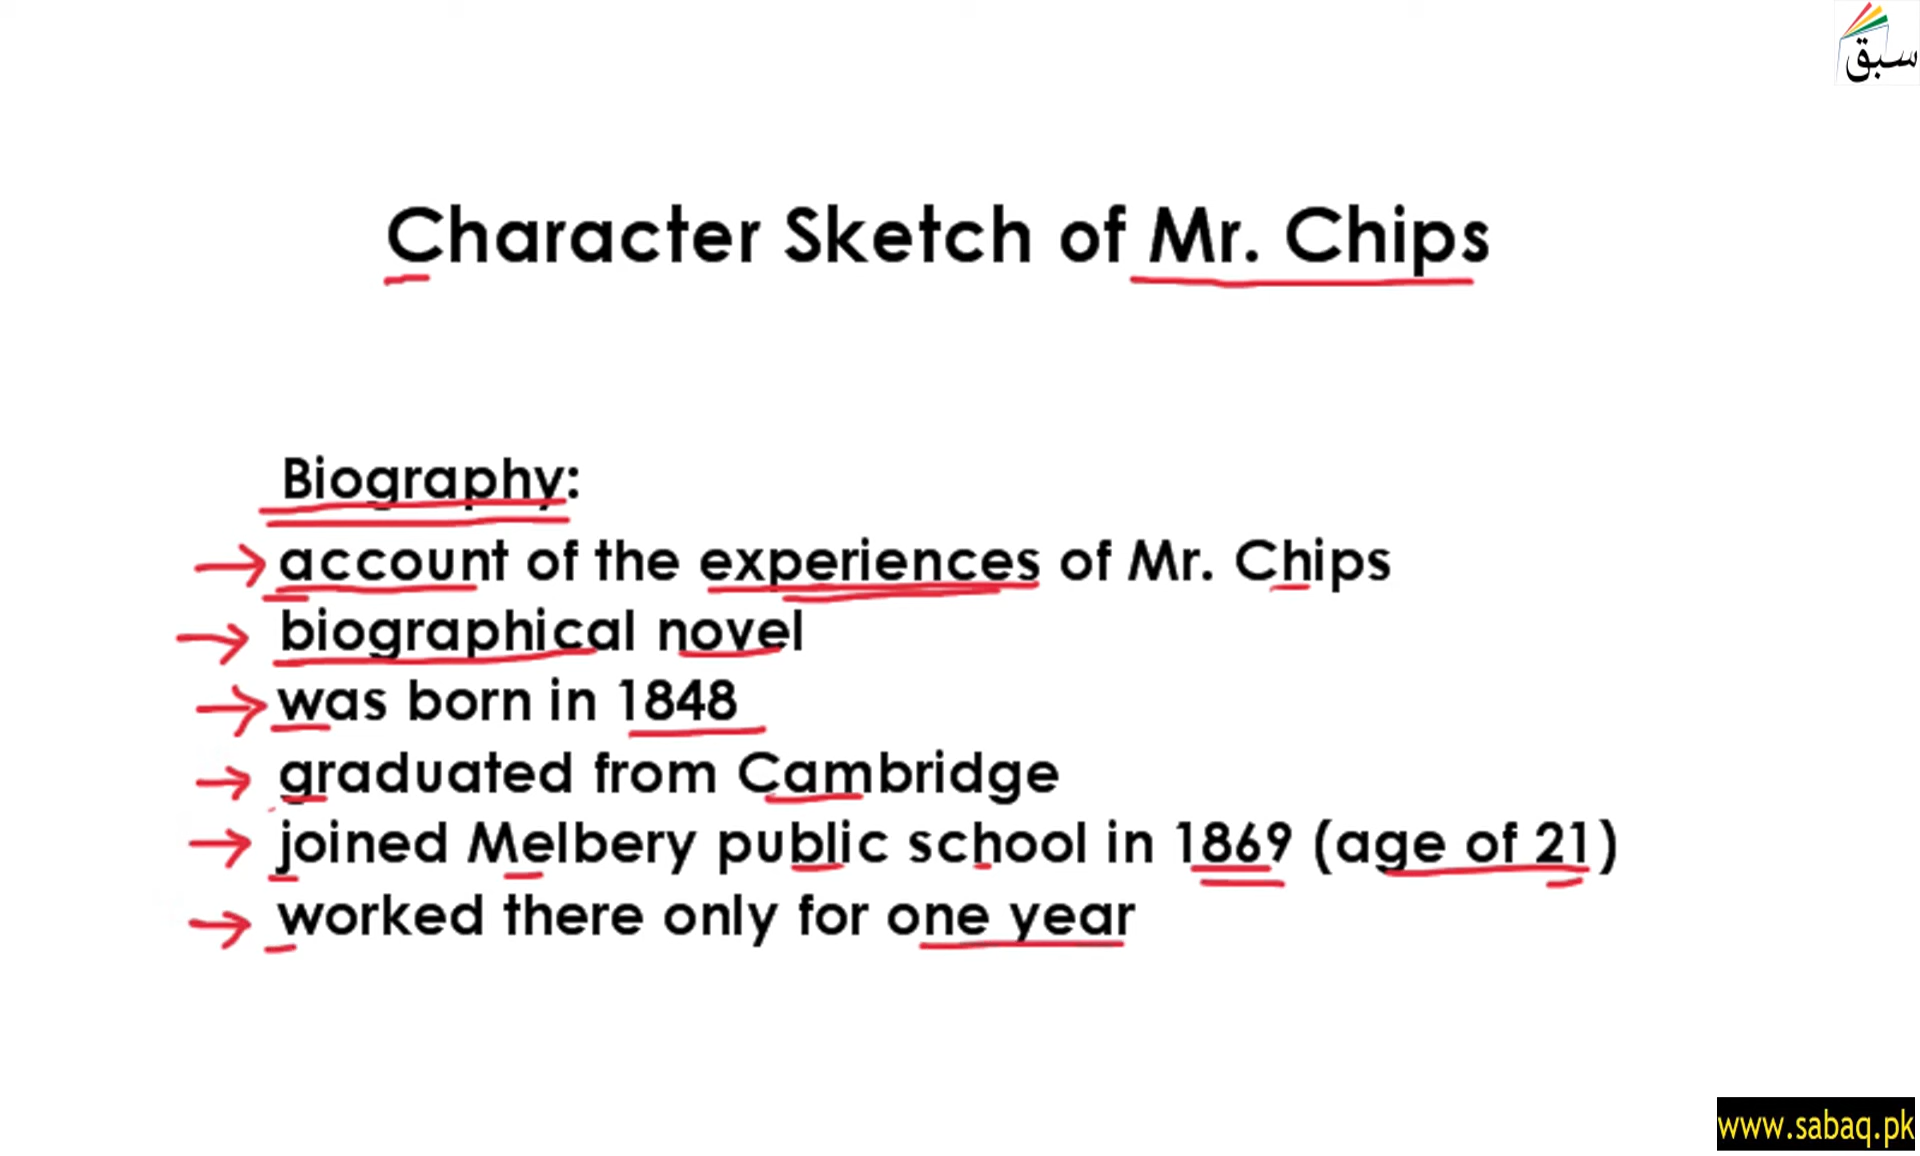 سبق
Character Sketch of Mr. Chips
Biography:
account of the experiences of Mr. Chips
biographical novel
was born in 1848
graduated from Cambridge
joined Melbery public school in 1869 (age of 21)
worked there only for one year
www.sabaq.pk